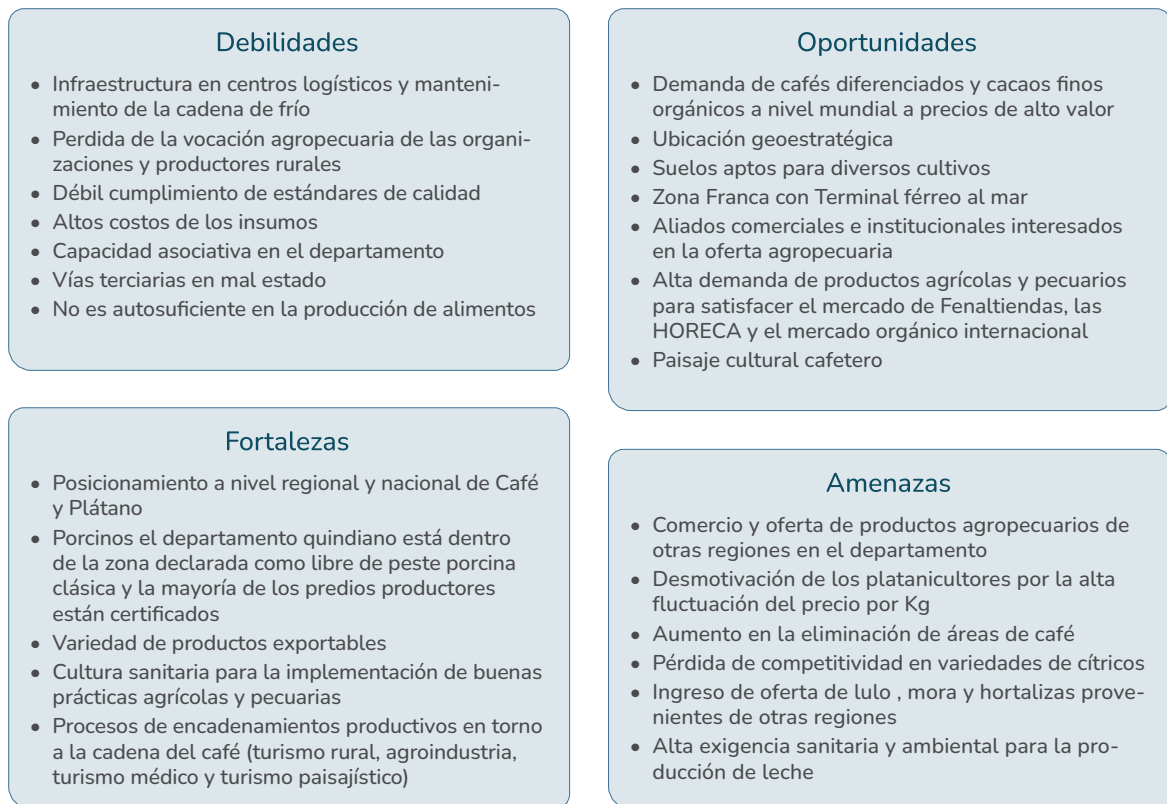 Debilidades
• Infraestructura en centros logísticos y manteni-
miento de la cadena de frío
• Perdida de la vocación agropecuaria de las organi-
zaciones y productores rurales
• Débil cumplimiento de estándares de calidad
• Altos costos de los insumos
• Capacidad asociativa en el departamento
• Vías terciarias en mal estado
• No es autosuficiente en la producción de alimentos
Oportunidades
• Demanda de cafés diferenciados y cacaos finos
orgánicos a nivel mundial a precios de alto valor
• Ubicación geoestratégica
• Suelos aptos para diversos cultivos
• Zona Franca con Terminal férreo al mar
• Aliados comerciales e institucionales interesados
en la oferta agropecuaria
• Alta demanda de productos agrícolas y pecuarios
para satisfacer el mercado de Fenaltiendas, las
HORECA y el mercado orgánico internacional
• Paisaje cultural cafetero
Fortalezas
• Posicionamiento a nivel regional y nacional de Café
y Plátano
• Porcinos el departamento quindiano está dentro
de la zona declarada como libre de peste porcina
clásica y la mayoría de los predios productores
están certificados
• Variedad de productos exportables
• Cultura sanitaria para la implementación de buenas
prácticas agrícolas y pecuarias
• Procesos de encadenamientos productivos en torno
a la cadena del café (turismo rural, agroindustria,
turismo médico y turismo paisajístico)
Amenazas
• Comercio y oferta de productos agropecuarios de
otras regiones en el departamento
• Desmotivación de los platanicultores por la alta
fluctuación del precio por Kg
• Aumento en la eliminación de áreas de café
• Pérdida de competitividad en variedades de cítricos
• Ingreso de oferta de lulo , mora y hortalizas prove-
nientes de otras regiones
• Alta exigencia sanitaria y ambiental para la pro-
ducción de leche